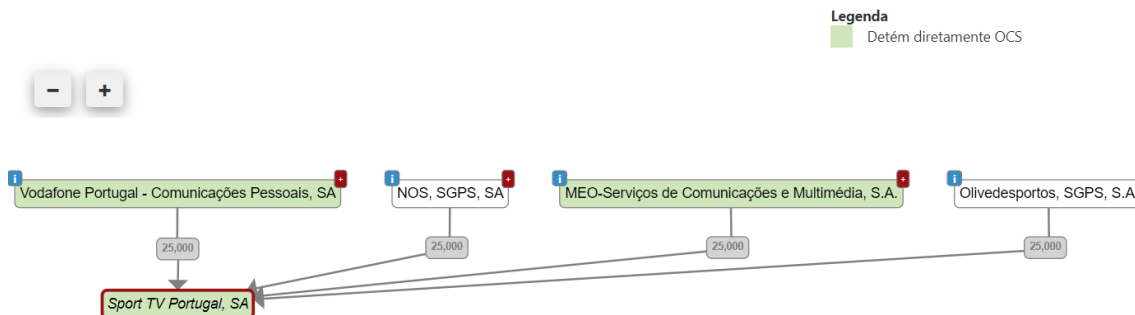 Legenda
Detém diretamente OCS
− +
i Vodafone Portugal - Comunicações Pessoais, SA +
i NOS, SGPS, SA +
i MEO-Serviços de Comunicações e Multimédia, S.A. +
i Olivedesportos, SGPS, S.A
25,000
25,000
25,000
25,000
Sport TV Portugal, SA